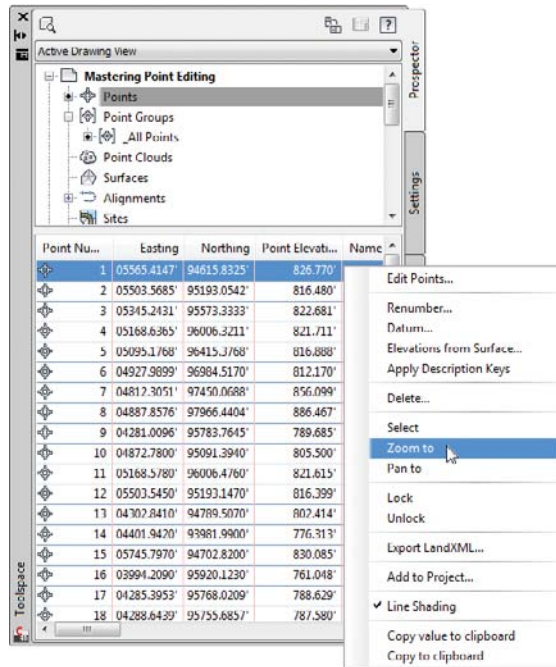 Active Drawing View
Mastering Point Editing
Points
Point Groups
_All Points
Point Clouds
Surfaces
Alignments
Sites
Prospector
Settings
Toolspace
Point Nu... Easting Northing Point Elevati... Name
1 05565.4147' 94615.8325' 826.770'
2 05503.5685' 95193.0542' 816.480'
3 05345.2431' 95573.3333' 822.681'
4 05168.6365' 96006.3211' 821.711'
5 05095.1768' 96415.3768' 816.888'
6 04927.9899' 96984.5170' 812.170'
7 04812.3051' 97450.0688' 856.099'
8 04887.8576' 97966.4404' 886.467'
9 04281.0096' 95783.7645' 789.685'
10 04872.7800' 95091.3940' 805.500'
11 05168.5780' 96006.4760' 821.615'
12 05503.5450' 95193.1470' 816.399'
13 04302.8410' 94789.5070' 802.414'
14 04401.9420' 93981.9900' 776.313'
15 05745.7970' 94702.8200' 830.085'
16 03994.2090' 95920.1230' 761.048'
17 04285.3953' 95768.0209' 788.629'
18 04288.6439' 95755.6857' 787.580'
Edit Points...
Renumber...
Datum...
Elevations from Surface...
Apply Description Keys
Delete...
Select
Zoom to
Pan to
Lock
Unlock
Export LandXML...
Add to Project...
Line Shading
Copy value to clipboard
Copy to clipboard